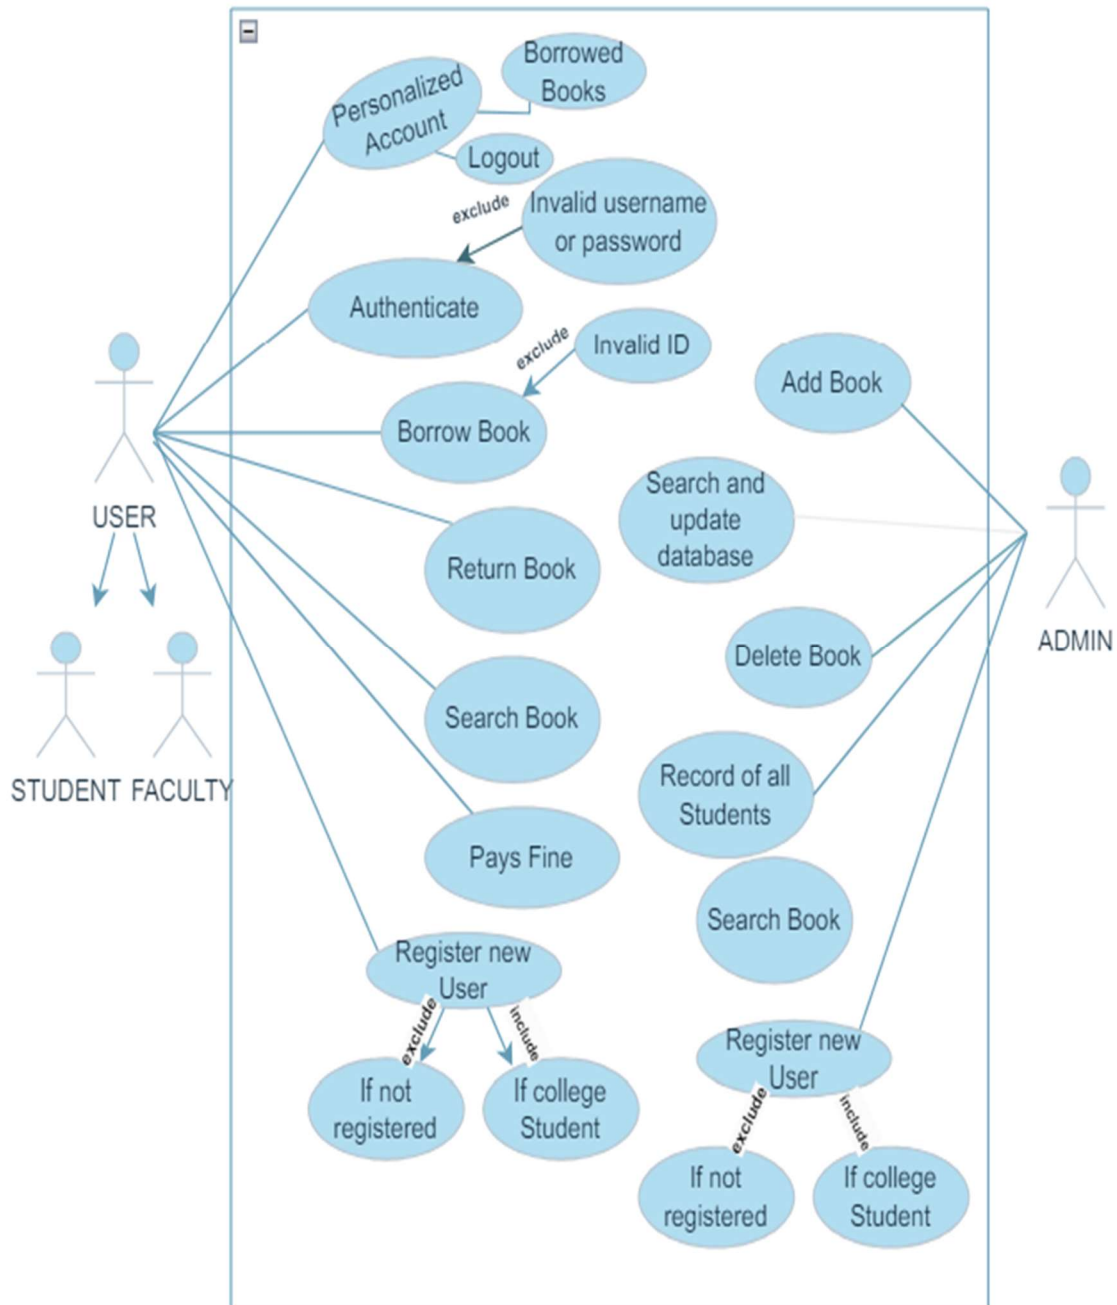 Borrowed
Books
Personalized
Account
Logout
exclude
Invalid username
or password
Authenticate
exclude
Invalid ID
Add Book
Borrow Book
Search and
update
database
USER
Return Book
ADMIN
Delete Book
Search Book
STUDENT
FACULTY
Record of all
Students
Pays Fine
Search Book
Register new
User
exclude
include
If not
registered
If college
Student
Register new
User
exclude
include
If not
registered
If college
Student